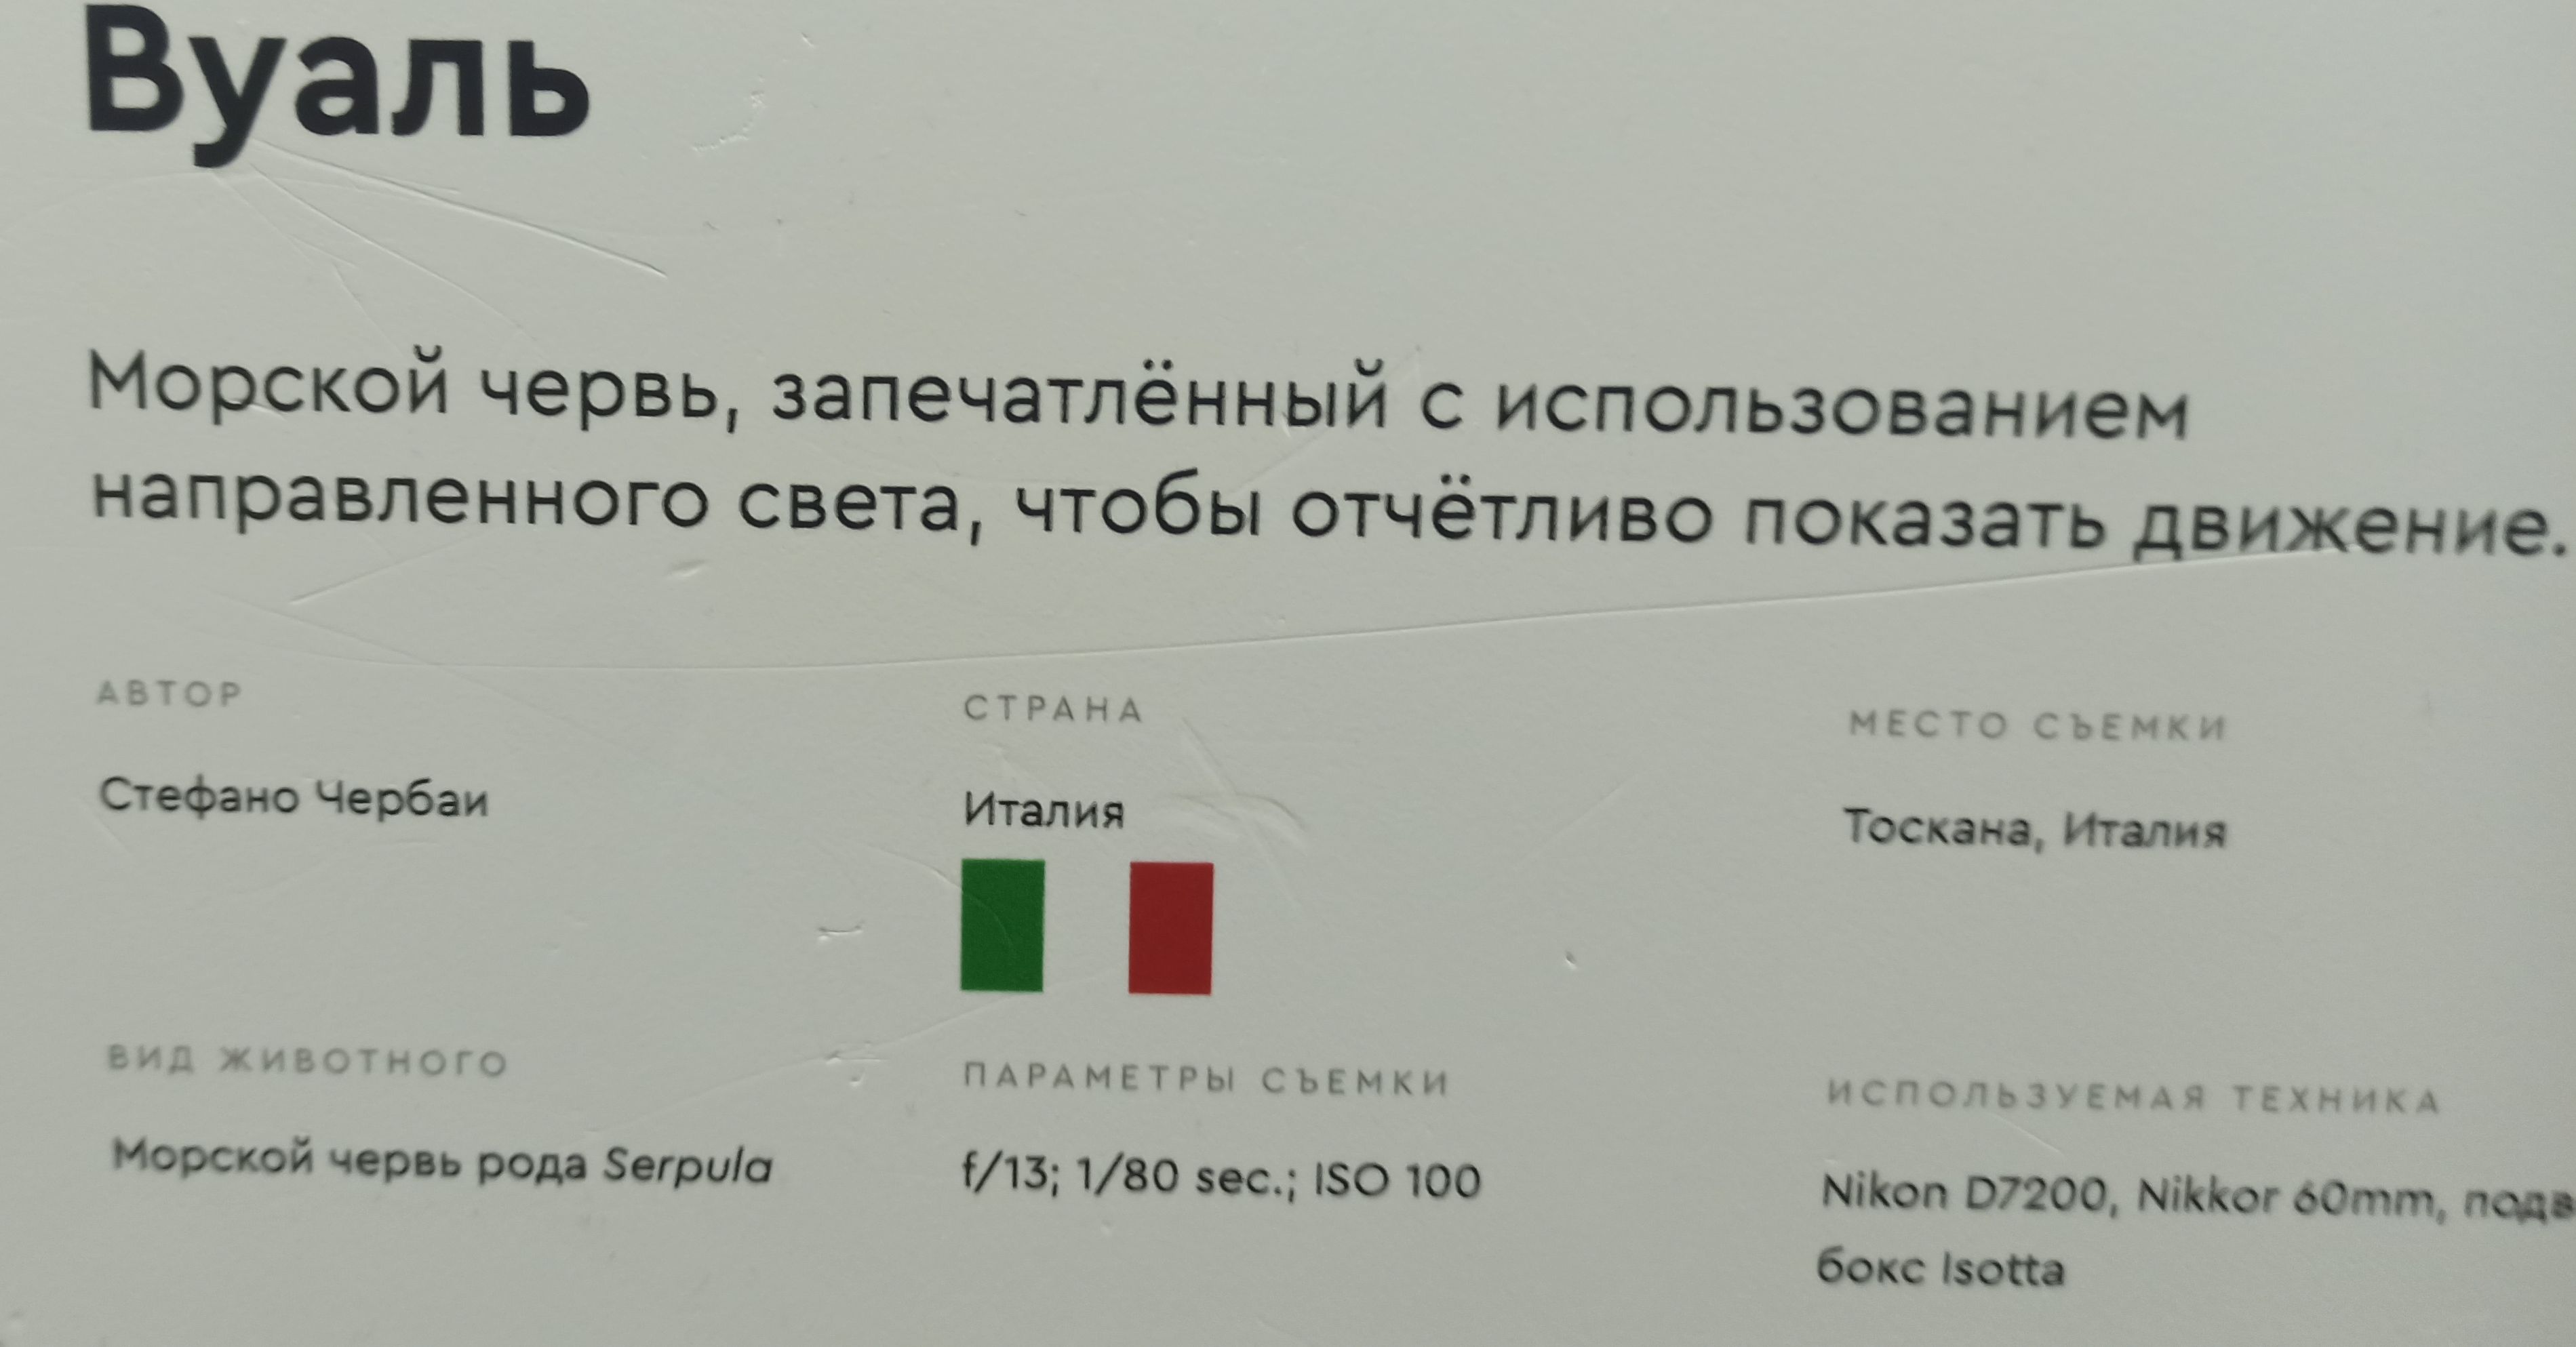 Вуаль
Морской червь, запечатлённый с использованием
направленного света, чтобы отчётливо показать движение.
АВТОР
Стефано Чербаи
СТРАНА
Италия
МЕСТО СЪЕМКИ
Тоскана, Италия
ВИД ЖИВОТНОГО
Морской червь рода Serpula
ПАРАМЕТРЫ СЪЕМКИ
f/13; 1/80 sec.; ISO 100
ИСПОЛЬЗУЕМАЯ ТЕХНИКА
Nikon D7200, Nikkor 60mm,
бокс Isotta